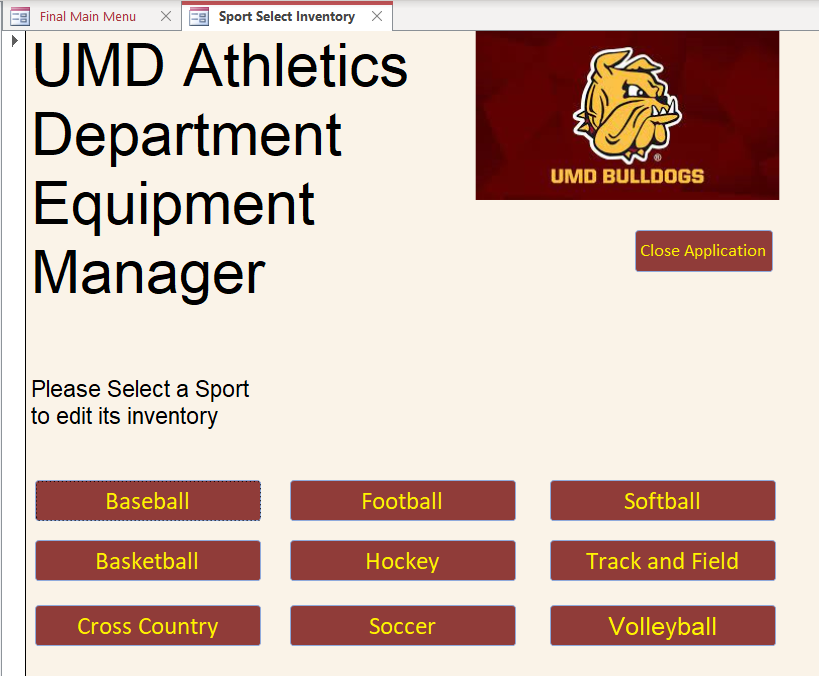 Final Main Menu
Sport Select Inventory
UMD Athletics
Department
Equipment
Manager
®
UMD BULLDOGS
Close Application
Please Select a Sport
to edit its inventory
Baseball
Football
Softball
Basketball
Hockey
Track and Field
Cross Country
Soccer
Volleyball